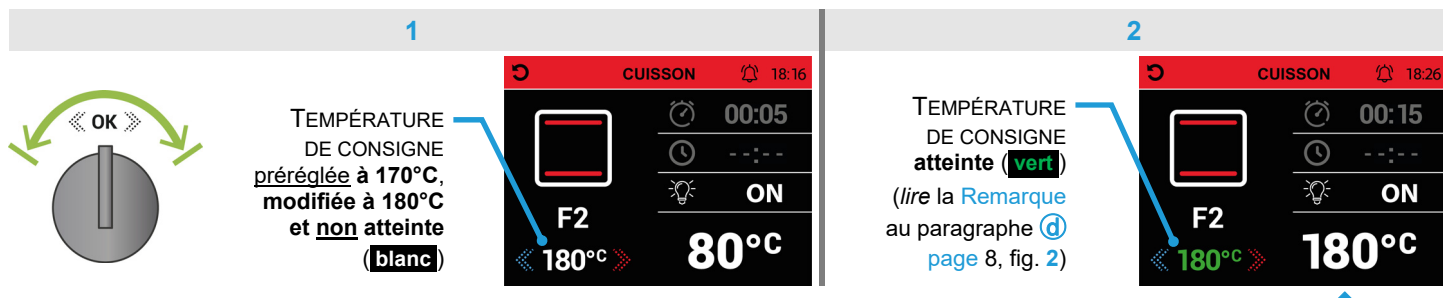 1
OK
TEMPÉRATURE
DE CONSIGNE
préréglée à 170°C,
modifiée à 180°C
et non atteinte
(blanc)
CUISSON 18:16
00:05
--:--
ON
F2
180°C
80°C
2
TEMPÉRATURE
DE CONSIGNE
atteinte (vert)
(lire la Remarque
au paragraphe d
page 8, fig. 2)
CUISSON 18:26
00:15
--:--
ON
F2
180°C
180°C